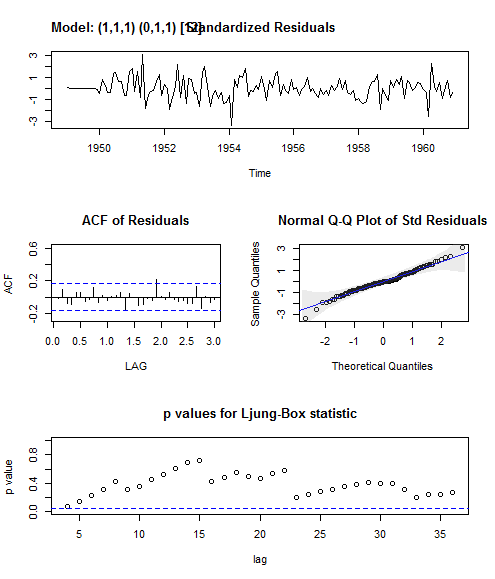 Model: (1,1,1) (0,1,1) [12] Standardized Residuals
3
1
-1
-3
1950 1952 1954 1956 1958 1960
Time
ACF of Residuals
ACF
0.6
0.2
-0.2
0.0 0.5 1.0 1.5 2.0 2.5 3.0
LAG
Normal Q-Q Plot of Std Residuals
Sample Quantiles
3
1
-1
-3
-2 -1 0 1 2
Theoretical Quantiles
p values for Ljung-Box statistic
p value
0.8
0.4
0.0
5 10 15 20 25 30 35
lag